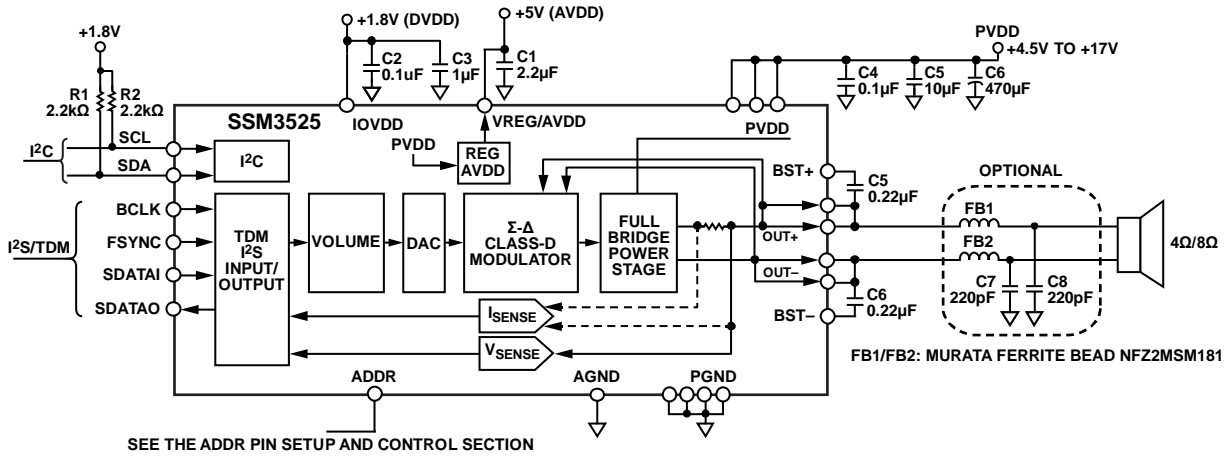 +1.8V
R1
2.2kΩ
R2
2.2kΩ
+1.8V (DVDD)
C2
0.1uF
C3
1µF
+5V (AVDD)
C1
2.2µF
PVDD
+4.5V TO +17V
C4
0.1µF
C5
10µF
C6
470µF
SSM3525
IOVDD
VREG/AVDD
I²C
SCL
SDA
I²C
PVDD
REG
AVDD
PVDD
I²S/TDM
BCLK
FSYNC
SDATAI
SDATAO
TDM
I²S
INPUT/
OUTPUT
VOLUME
DAC
Σ-Δ
CLASS-D
MODULATOR
FULL
BRIDGE
POWER
STAGE
ISENSE
VSENSE
BST+
OUT+
OUT–
BST–
C5
0.22µF
C6
0.22µF
OPTIONAL
FB1
FB2
C7
220pF
C8
220pF
4Ω/8Ω
FB1/FB2: MURATA FERRITE BEAD NFZ2MSM181
ADDR
AGND
PGND
SEE THE ADDR PIN SETUP AND CONTROL SECTION